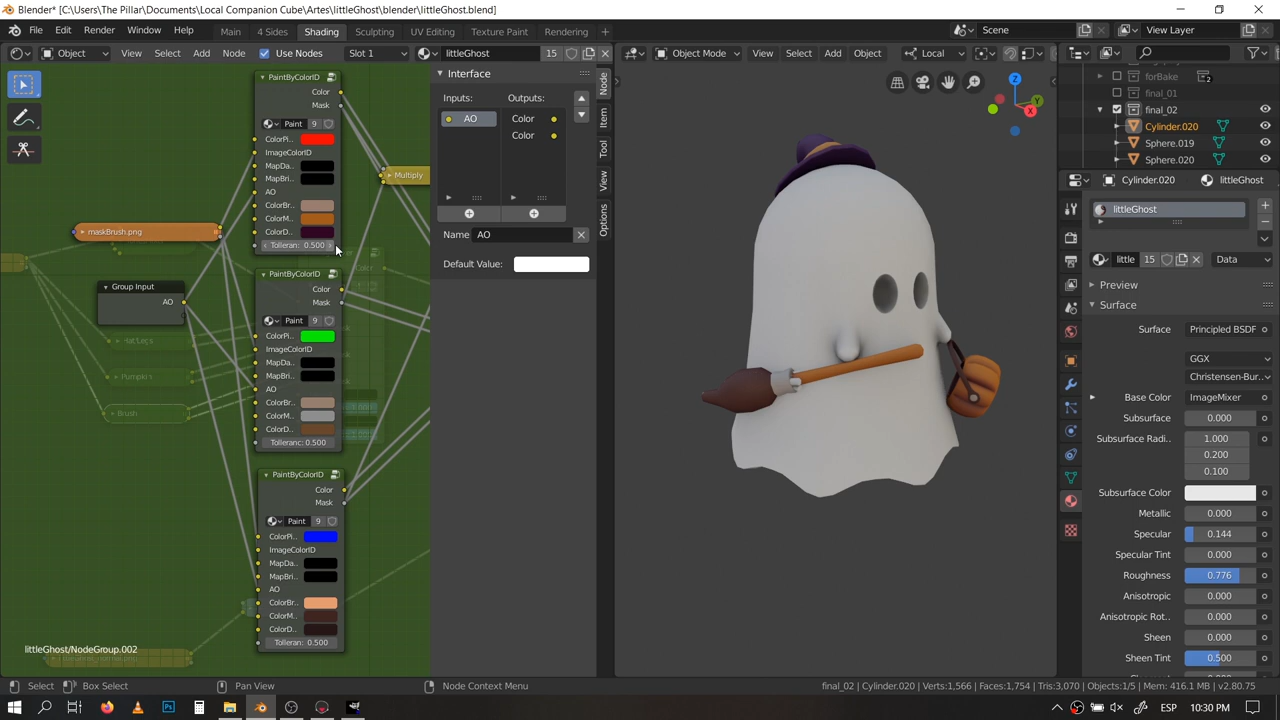 Blender* [C:\Users\The Pillar\Documents\Local Companion Cube\Artes\littleGhost\blender\littleGhost.blend]
File Edit Render Window Help Main 4 Sides Shading Sculpting UV Editing Texture Paint Rendering + Scene View Layer
Object View Select Add Node Use Nodes Slot 1 littleGhost 15
Object Mode View Select Add Object Local
PaintByColorID
Color
Mask
Paint 9
ColorPi..
ImageColorID
MapDa..
MapBri..
AO
ColorBr..
ColorM..
ColorD..
Tolleran: 0.500
maskBrush.png
Group Input
AO
Hatlegs
Pumpkin
Brush
Multiply
PaintByColorID
Color
Mask
Paint 9
ColorPi..
ImageColorID
MapDa..
MapBri..
AO
ColorBr..
ColorM..
ColorD..
Tolleranc: 0.500
PaintByColorID
Color
Mask
Paint 9
ColorPi..
ImageColorID
MapDa..
MapBri..
AO
ColorBr..
ColorM..
ColorD..
Tolleran: 0.500
littleGhost/NodeGroup.002
Interface
Inputs: Outputs:
AO Color
Color
Name AO
Default Value:
Node
Item
Tool
View
Options
Z
Y
X
forBake 2
final_01
final_02
Cylinder.020
Sphere.019
Sphere.020
Cylinder.020 littleGhost
littleGhost
little 15 Data
Preview
Surface
Surface Principled BSDF
GGX
Christensen-Bur..
Base Color ImageMixer
Subsurface 0.000
Subsurface Radi.. 1.000
0.200
0.100
Subsurface Color
Metallic 0.000
Specular 0.144
Specular Tint 0.000
Roughness 0.776
Anisotropic 0.000
Anisotropic Rot.. 0.000
Sheen 0.000
Sheen Tint 0.500
Select Box Select Pan View Node Context Menu final_02 | Cylinder.020 | Verts:1,566 | Faces:1,754 | Tris:3,070 | Objects:1/5 | Mem: 416.1 MB | v2.80.75
ESP 10:30 PM